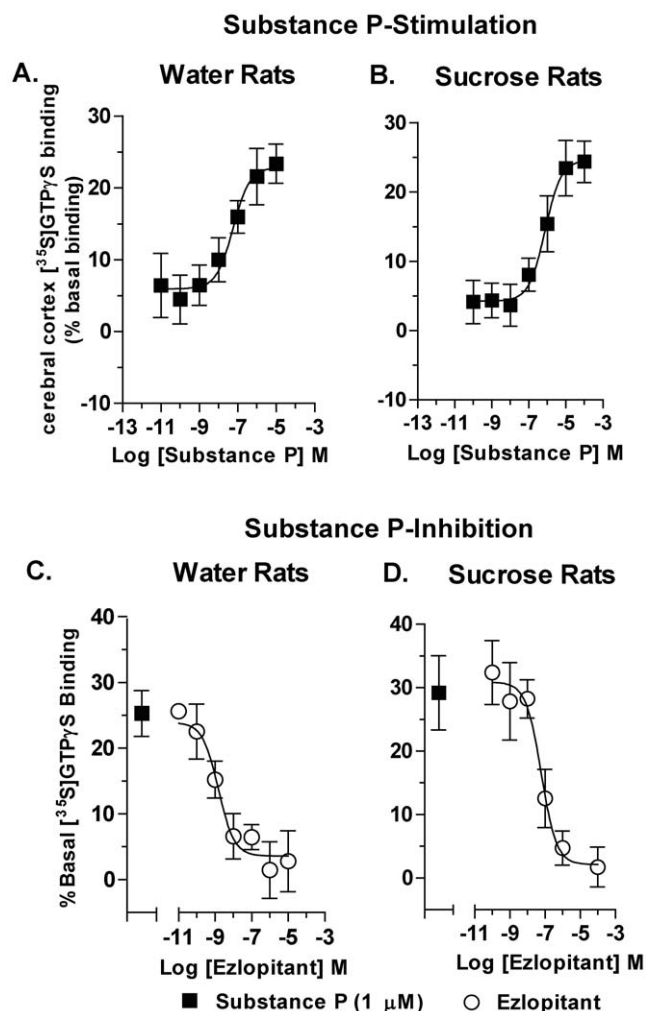 Substance P-Stimulation
A. Water Rats
B. Sucrose Rats
cerebral cortex [³⁵S]GTPγS binding
(% basal binding)
30
20
10
0
-10
-13 -11 -9 -7 -5 -3
Log [Substance P] M
30
20
10
0
-10
-13 -11 -9 -7 -5 -3
Log [Substance P] M
Substance P-Inhibition
C. Water Rats
D. Sucrose Rats
% Basal [³⁵S]GTPγS Binding
40
30
20
10
0
-11 -9 -7 -5 -3
Log [Ezlopitant] M
40
30
20
10
0
-11 -9 -7 -5 -3
Log [Ezlopitant] M
■ Substance P (1 μM) ○ Ezlopitant